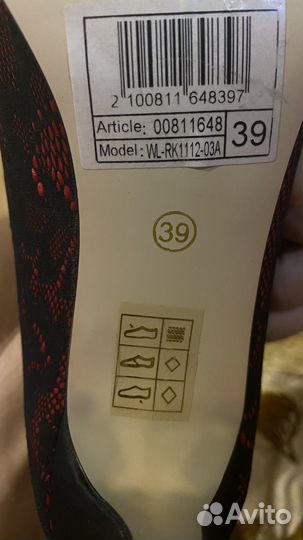 2 100811 648397
Article: 00811648
Model: WL-RK1112-03A
39
39
Avito